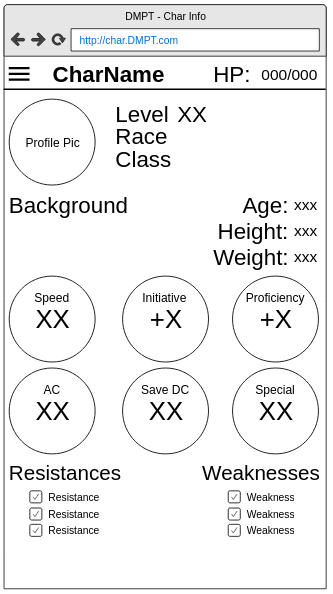 DMPT - Char Info
http://char.DMPT.com
CharName HP: 000/000
Profile Pic
Level XX
Race
Class
Background
Age: xxx
Height: xxx
Weight: xxx
Speed Initiative Proficiency
XX +X +X
AC Save DC Special
XX XX XX
Resistances Weaknesses
Resistance Weakness
Resistance Weakness
Resistance Weakness